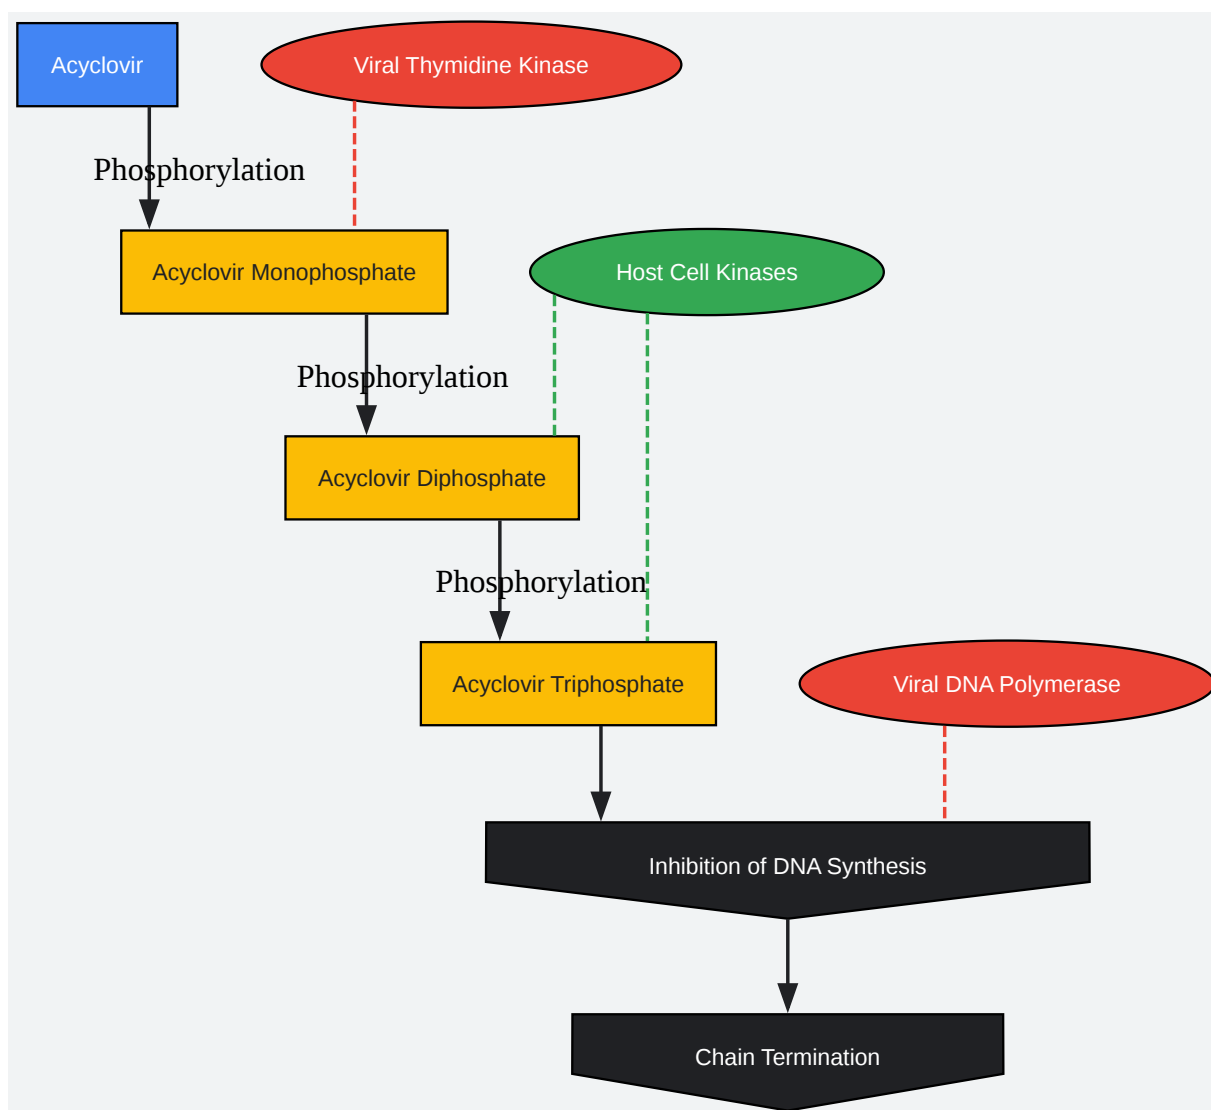 Acyclovir
Viral Thymidine Kinase
Phosphorylation
Acyclovir Monophosphate
Host Cell Kinases
Phosphorylation
Acyclovir Diphosphate
Phosphorylation
Acyclovir Triphosphate
Viral DNA Polymerase
Inhibition of DNA Synthesis
Chain Termination